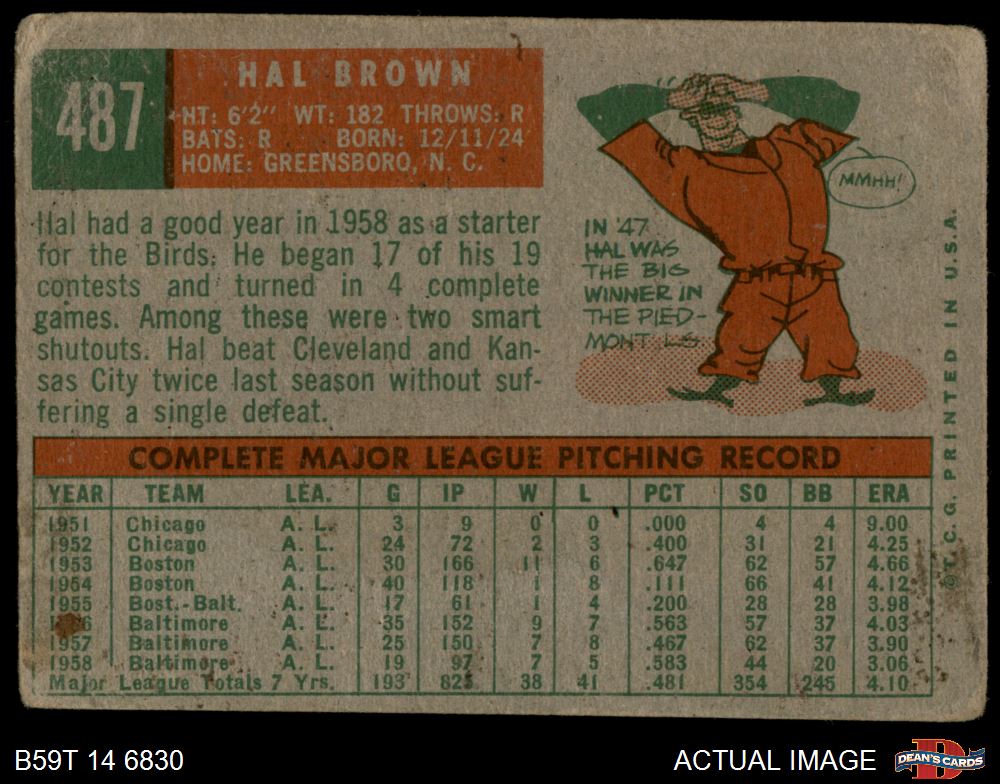 487
HAL BROWN
HT: 6'2" WT: 182 THROWS: R
BATS: R BORN: 12/11/24
HOME: GREENSBORO, N. C.
Hal had a good year in 1958 as a starter
for the Birds. He began 17 of his 19
contests and turned in 4 complete
games. Among these were two smart
shutouts. Hal beat Cleveland and Kan-
sas City twice last season without suf-
fering a single defeat.
MMHH!
IN '47
HAL WAS
THE BIG
WINNER IN
THE PIED-
MONT LG
COMPLETE MAJOR LEAGUE PITCHING RECORD
YEAR TEAM LEA. G IP W L PCT SO BB ERA
1951 Chicago A. L. 3 9 0 0 .000 4 4 9.00
1952 Chicago A. L. 24 72 2 3 .400 31 21 4.25
1953 Boston A. L. 30 166 11 6 .647 62 57 4.66
1954 Boston A. L. 40 118 1 8 .111 66 41 4.12
1955 Bost.-Balt. A. L. 17 61 1 4 .200 28 28 3.98
Baltimore A. L. 35 152 9 7 .563 57 37 4.03
1957 Baltimore A. L. 25 150 7 8 .467 62 37 3.90
1958 Baltimore A. L. 19 97 7 5 .583 44 20 3.06
Major League Totals 7 Yrs. 193 825 38 41 .481 354 245 4.10
©T. C. G. PRINTED IN U.S.A.
B59T 14 6830
ACTUAL IMAGE
DEAN'S CARDS